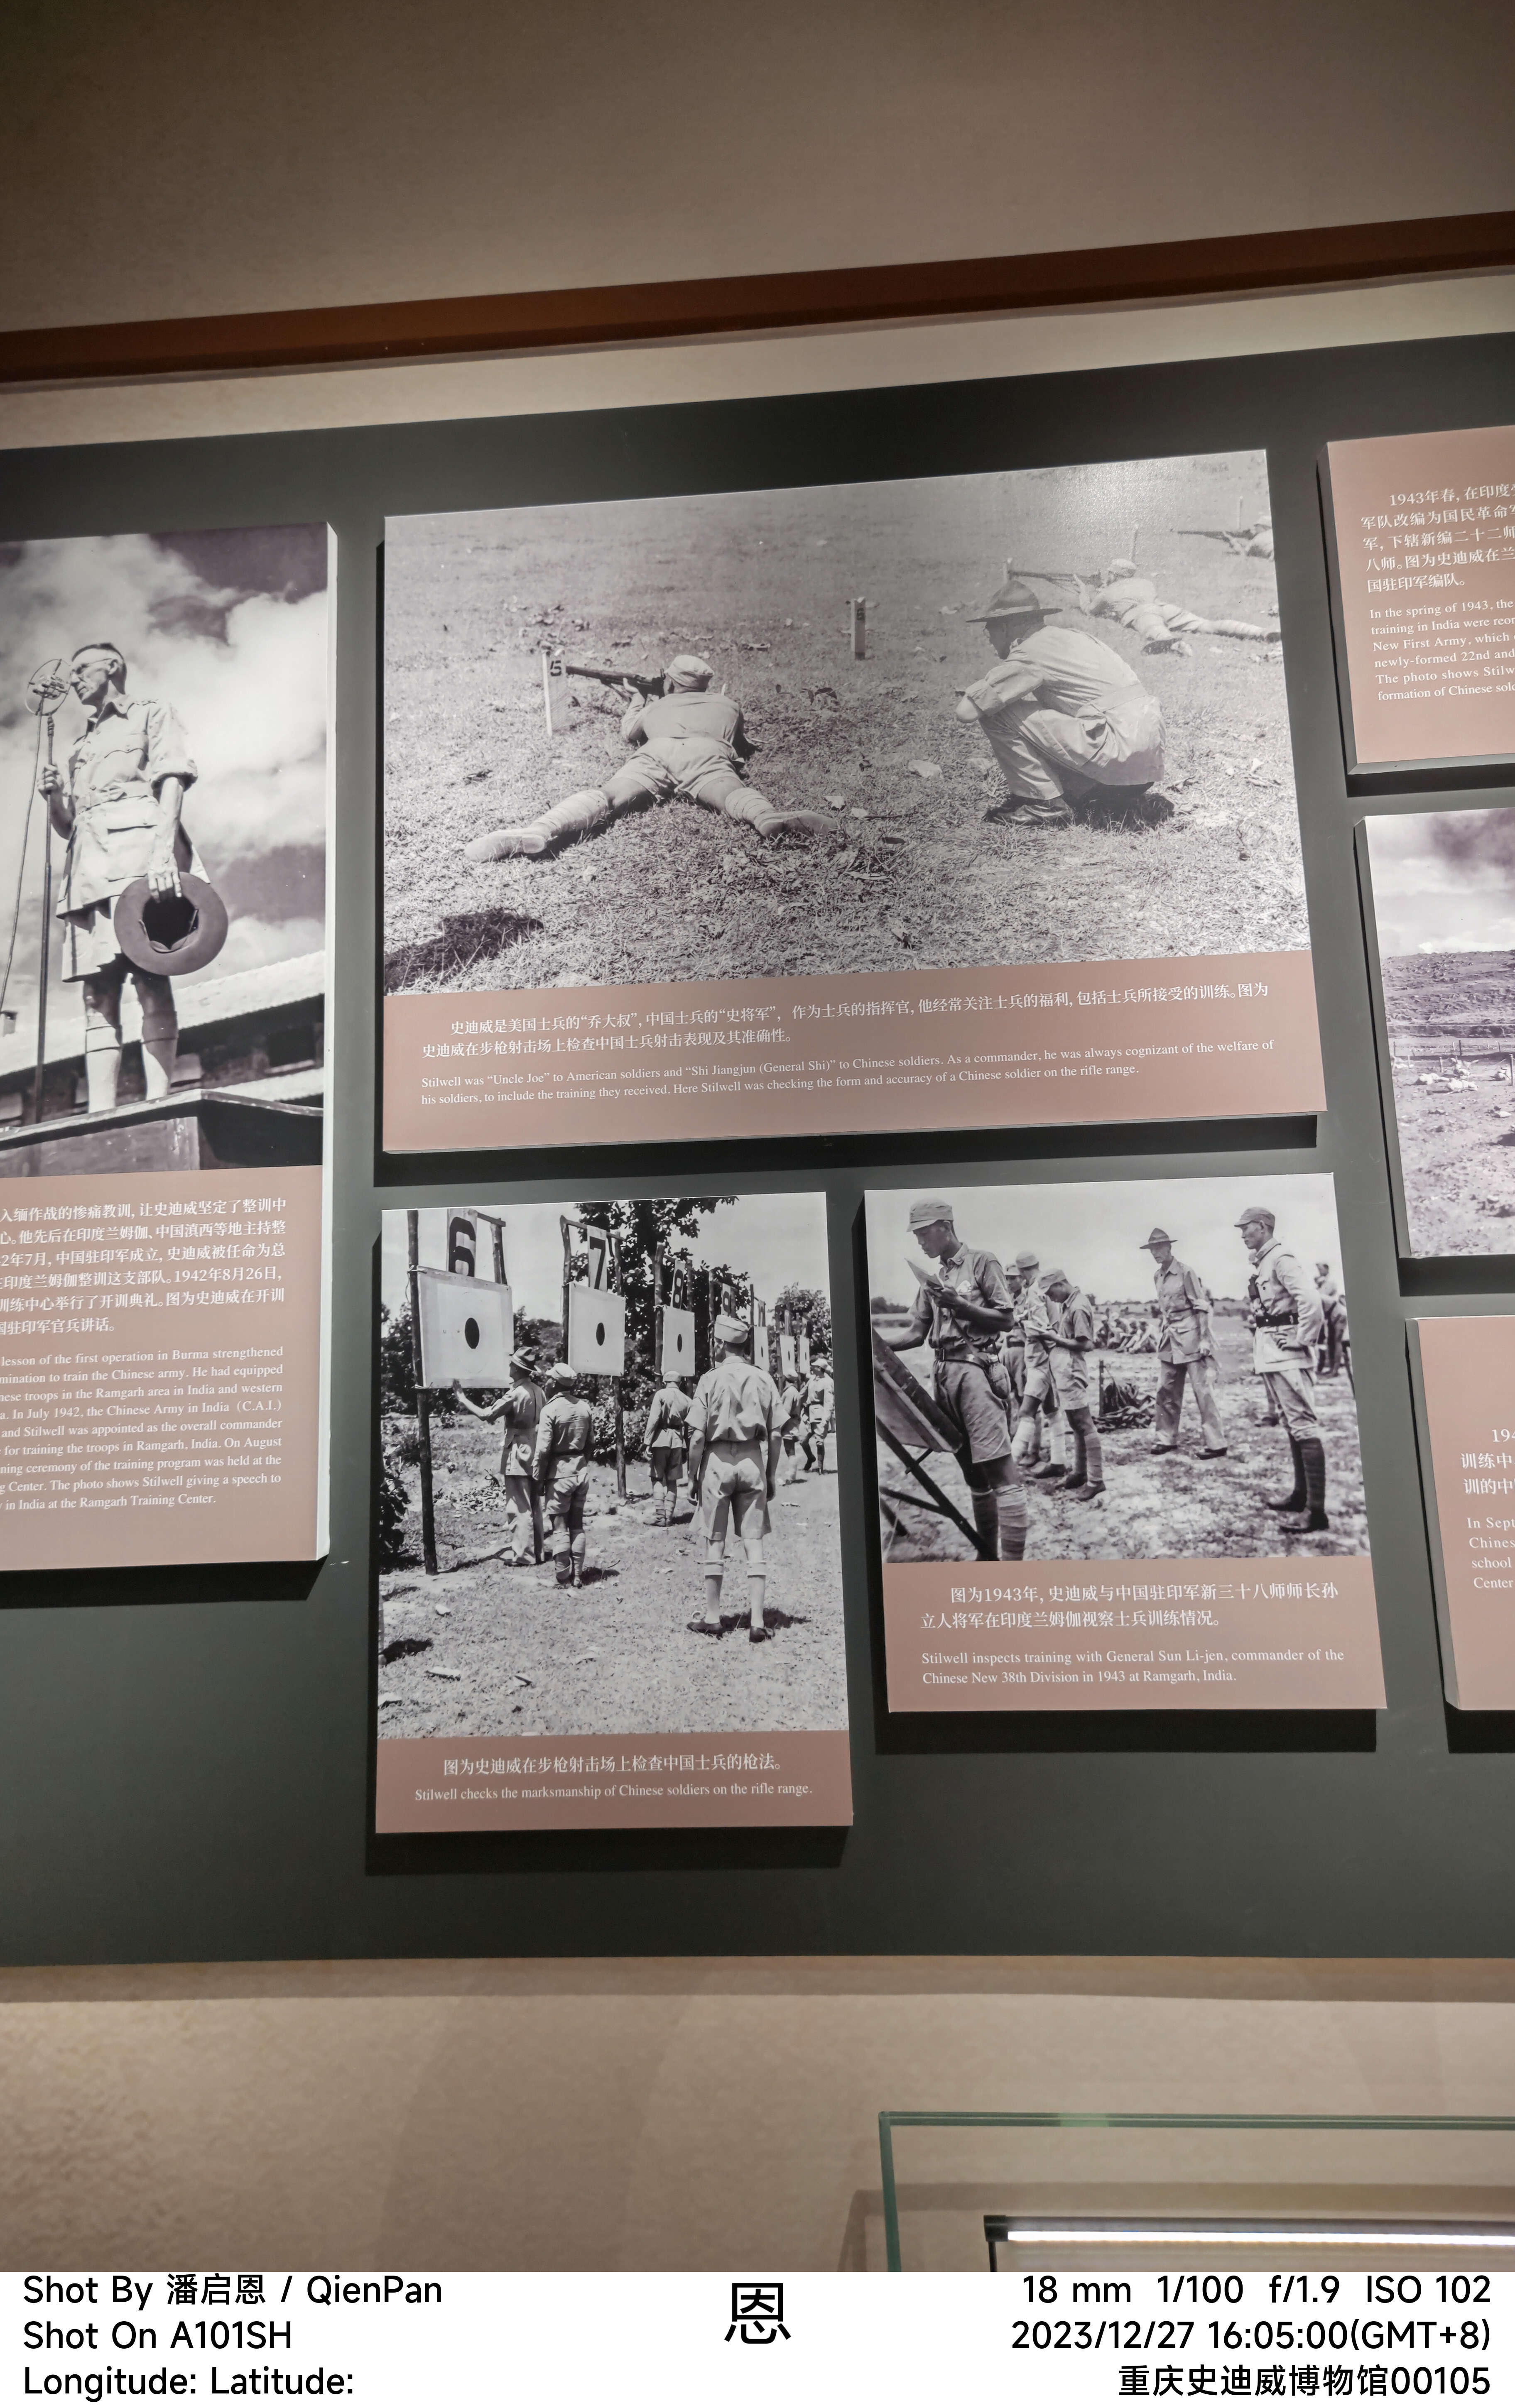 入缅作战的惨痛教训,让史迪威坚定了整训中
心。他先后在印度兰姆伽、中国滇西等地主持整
2年7月,中国驻印军成立,史迪威被任命为总
印度兰姆伽整训这支部队。1942年8月26日,
训练中心举行了开训典礼。图为史迪威在开训
驻印军官兵讲话。
lesson of the first operation in Burma strengthened
mination to train the Chinese army. He had equipped
nese troops in the Ramgarh area in India and western
a. In July 1942, the Chinese Army in India (C.A.I.)
and Stilwell was appointed as the overall commander
for training the troops in Ramgarh, India. On August
ning ceremony of the training program was held at the
g Center. The photo shows Stilwell giving a speech to
in India at the Ramgarh Training Center.
5
史迪威是美国士兵的“乔大叔”,中国士兵的“史将军”, 作为士兵的指挥官,他经常关注士兵的福利,包括士兵所接受的训练。图为
史迪威在步枪射击场上检查中国士兵射击表现及其准确性。
Stilwell was “Uncle Joe” to American soldiers and “Shi Jiangjun (General Shi)” to Chinese soldiers. As a commander, he was always cognizant of the welfare of
his soldiers, to include the training they received. Here Stilwell was checking the form and accuracy of a Chinese soldier on the rifle range.
6
7
8
图为史迪威在步枪射击场上检查中国士兵的枪法。
Stilwell checks the marksmanship of Chinese soldiers on the rifle range.
图为1943年,史迪威与中国驻印军新三十八师师长孙
立人将军在印度兰姆伽视察士兵训练情况。
Stilwell inspects training with General Sun Li-jen, commander of the
Chinese New 38th Division in 1943 at Ramgarh, India.
1943年春,在印度
军队改编为国民革命
军,下辖新编二十二师
八师。图为史迪威在兰
国驻印军编队。
In the spring of 1943, the
training in India were reor
New First Army, which
newly-formed 22nd and
The photo shows Stilw
formation of Chinese sol
194
训练中
训的中
In Sept
Chines
school
Center
Shot By 潘启恩 / QienPan
Shot On A101SH
Longitude: Latitude:
恩
18 mm 1/100 f/1.9 ISO 102
2023/12/27 16:05:00(GMT+8)
重庆史迪威博物馆00105